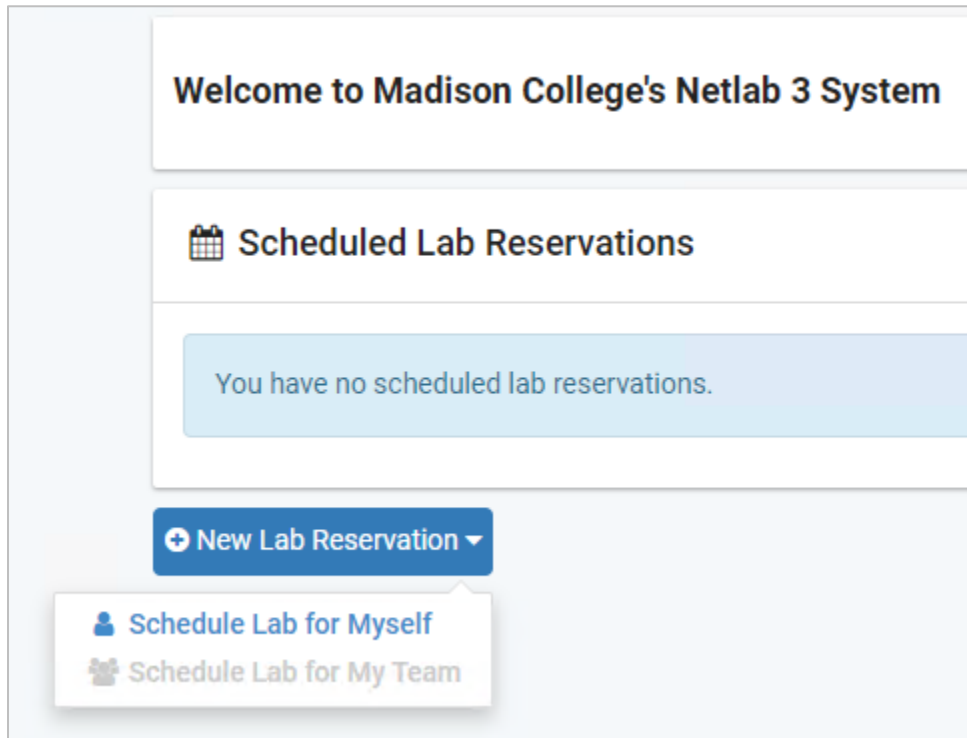 Welcome to Madison College's Netlab 3 System
Scheduled Lab Reservations
You have no scheduled lab reservations.
New Lab Reservation
Schedule Lab for Myself
Schedule Lab for My Team